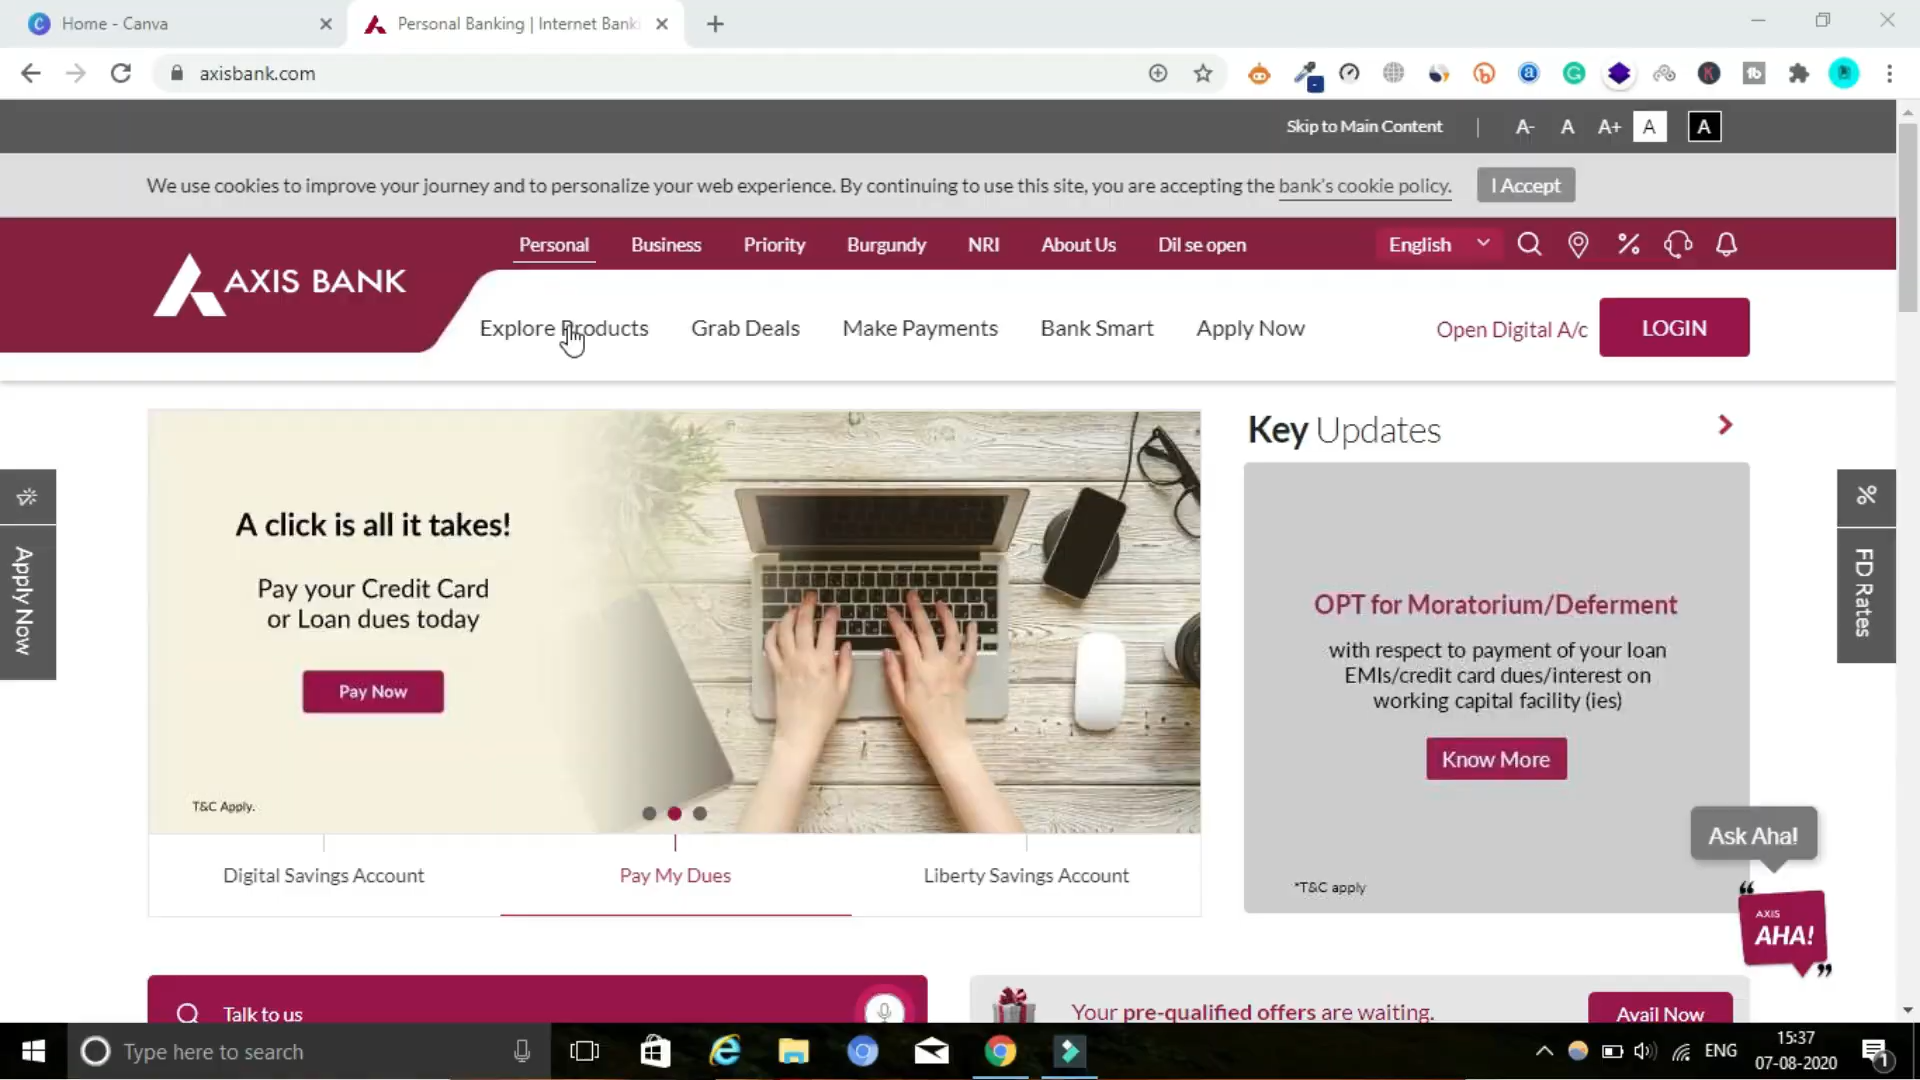 Home - Canva
Personal Banking | Internet Bank
axisbank.com
Skip to Main Content | A- A A+ A A
We use cookies to improve your journey and to personalize your web experience. By continuing to use this site, you are accepting the bank's cookie policy. I Accept
Personal Business Priority Burgundy NRI About Us Dil se open English
AXIS BANK
Explore Products Grab Deals Make Payments Bank Smart Apply Now Open Digital A/c LOGIN
Key Updates
A click is all it takes!
Pay your Credit Card
or Loan dues today
Pay Now
T&C Apply.
OPT for Moratorium/Deferment
with respect to payment of your loan
EMIs/credit card dues/interest on
working capital facility (ies)
Know More
*T&C apply
Apply Now
FD Rates
Ask Aha!
AXIS
AHA!
Digital Savings Account Pay My Dues Liberty Savings Account
Talk to us
Your pre-qualified offers are waiting. Avail Now
Type here to search
ENG
15:37
07-08-2020
1